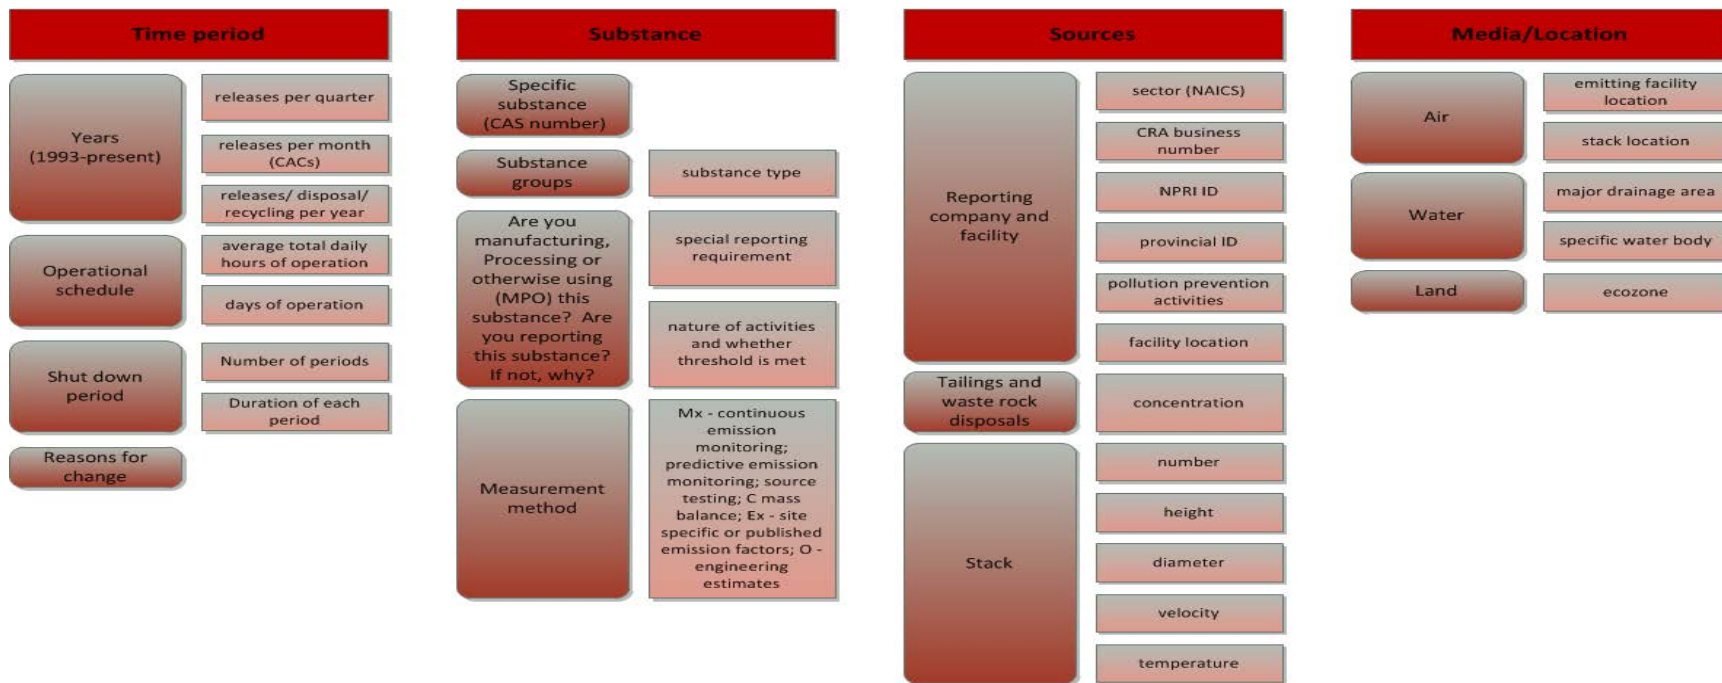 Time period
Years
(1993-present)
releases per quarter
releases per month
(CACs)
releases/ disposal/
recycling per year
Operational
schedule
average total daily
hours of operation
days of operation
Shut down
period
Number of periods
Duration of each
period
Reasons for
change
Substance
Specific
substance
(CAS number)
Substance
groups
substance type
Are you
manufacturing,
Processing or
otherwise using
(MPO) this
substance? Are
you reporting
this substance?
If not, why?
special reporting
requirement
nature of activities
and whether
threshold is met
Measurement
method
Mx - continuous
emission
monitoring;
predictive emission
monitoring; source
testing; C mass
balance; Ex - site
specific or published
emission factors; O -
engineering
estimates
Sources
Reporting
company and
facility
sector (NAICS)
CRA business
number
NPRI ID
provincial ID
pollution prevention
activities
facility location
Tailings and
waste rock
disposals
concentration
Stack
number
height
diameter
velocity
temperature
Media/Location
Air
emitting facility
location
stack location
Water
major drainage area
specific water body
Land
ecozone